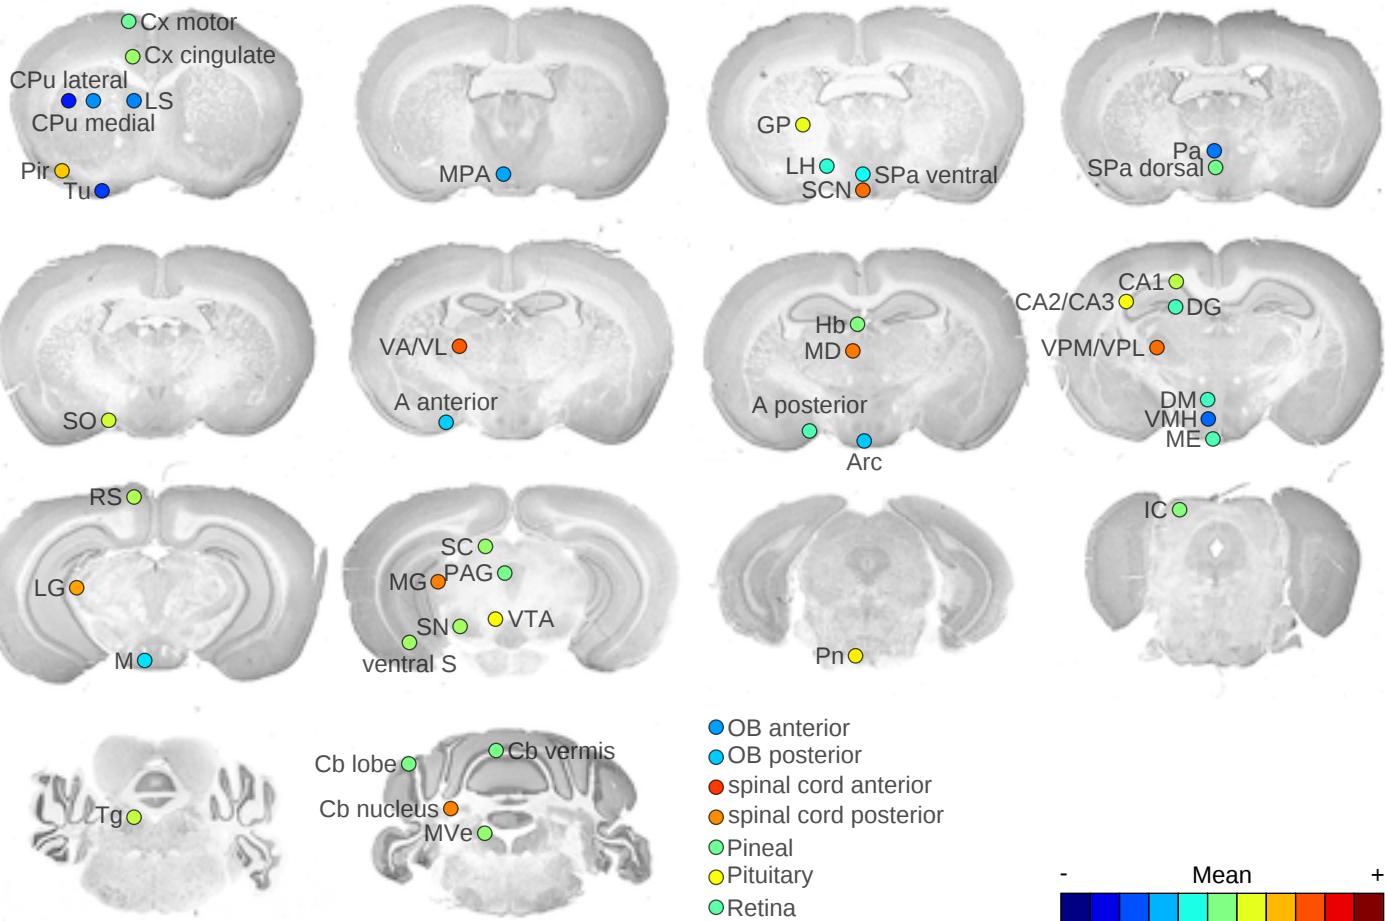 Cx motor
Cx cingulate
CPu lateral
LS
CPu medial
Pir
Tu
MPA
GP
LH
SPa ventral
SCN
Pa
SPa dorsal
SO
VA/VL
A anterior
Hb
MD
A posterior
Arc
CA1
CA2/CA3
DG
VPM/VPL
DM
VMH
ME
RS
LG
M
SC
MG
PAG
SN
VTA
ventral S
Pn
IC
Tg
Cb lobe
Cb vermis
Cb nucleus
MVe
OB anterior
OB posterior
spinal cord anterior
spinal cord posterior
Pineal
Pituitary
Retina
- Mean +